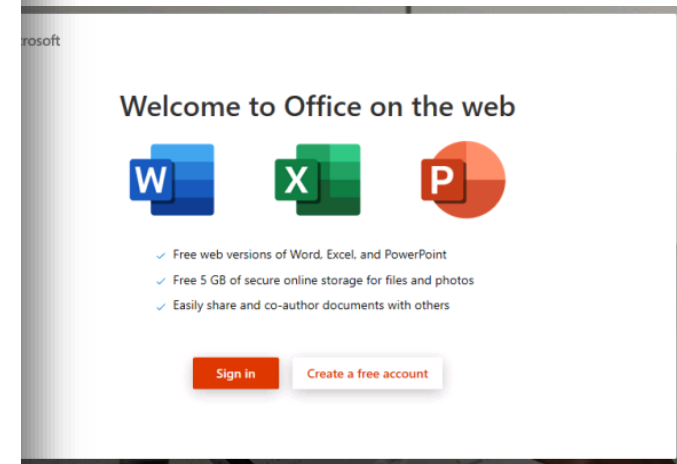 rosoft
Welcome to Office on the web
W
X
P
Free web versions of Word, Excel, and PowerPoint
Free 5 GB of secure online storage for files and photos
Easily share and co-author documents with others
Sign in
Create a free account